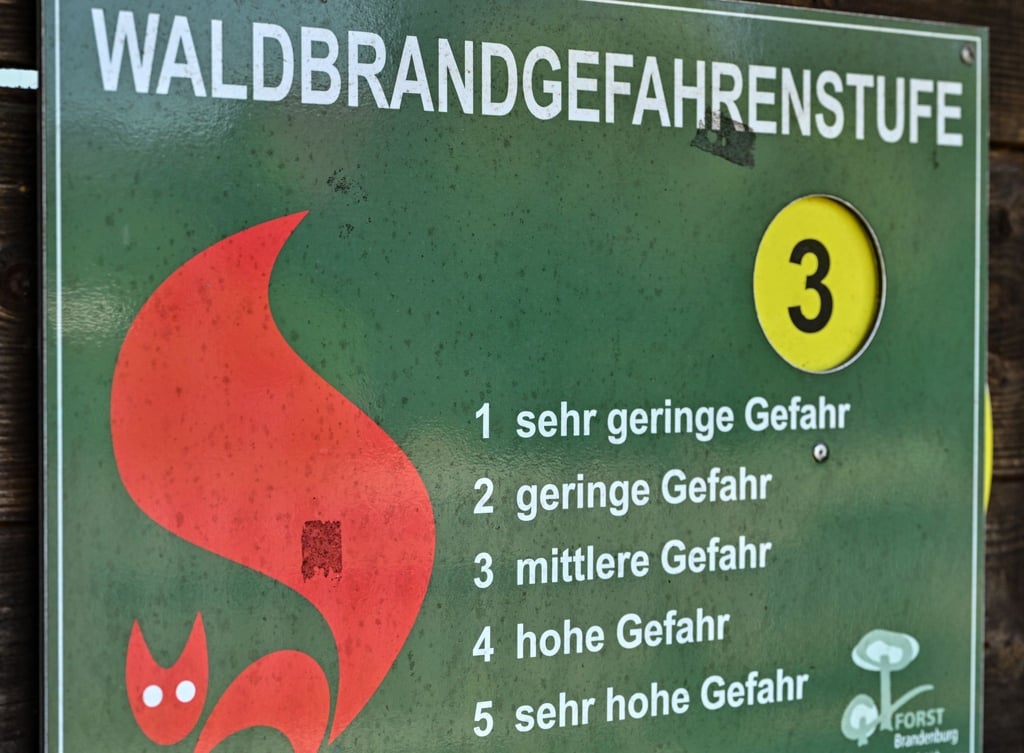 WALDBRANDGEFAHRENSTUFE
3
1 sehr geringe Gefahr
2 geringe Gefahr
3 mittlere Gefahr
4 hohe Gefahr
5 sehr hohe Gefahr
FORST
Brandenburg